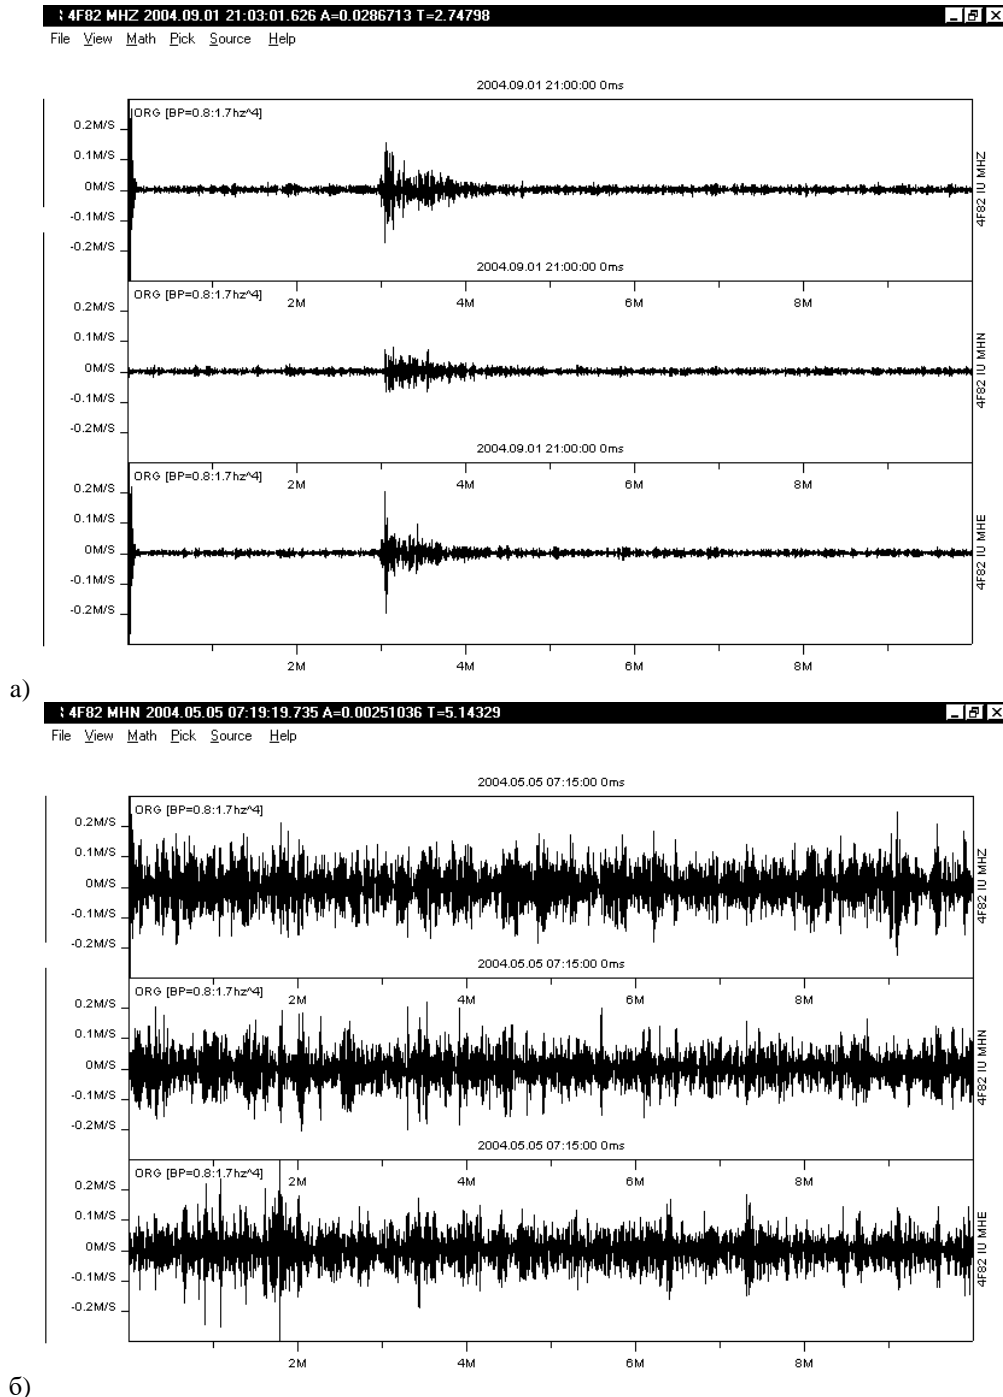 4F82 MHZ 2004.09.01 21:03:01.626 A=0.0286713 T=2.74798
File View Math Pick Source Help
2004.09.01 21:00:00 0ms
ORG [BP=0.8:1.7hz^4]
0.2M/S
0.1M/S
0M/S
-0.1M/S
-0.2M/S
4F82 IU MHZ
2004.09.01 21:00:00 0ms
ORG [BP=0.8:1.7hz^4]
2M 4M 6M 8M
0.2M/S
0.1M/S
0M/S
-0.1M/S
-0.2M/S
4F82 IU MHN
2004.09.01 21:00:00 0ms
ORG [BP=0.8:1.7hz^4]
2M 4M 6M 8M
0.2M/S
0.1M/S
0M/S
-0.1M/S
-0.2M/S
4F82 IU MHE
2M 4M 6M 8M
а)
4F82 MHN 2004.05.05 07:19:19.735 A=0.00251036 T=5.14329
File View Math Pick Source Help
2004.05.05 07:15:00 0ms
ORG [BP=0.8:1.7hz^4]
0.2M/S
0.1M/S
0M/S
-0.1M/S
-0.2M/S
4F82 IU MHZ
2004.05.05 07:15:00 0ms
ORG [BP=0.8:1.7hz^4]
2M 4M 6M 8M
0.2M/S
0.1M/S
0M/S
-0.1M/S
-0.2M/S
4F82 IU MHN
2004.05.05 07:15:00 0ms
ORG [BP=0.8:1.7hz^4]
2M 4M 6M 8M
0.2M/S
0.1M/S
0M/S
-0.1M/S
-0.2M/S
4F82 IU MHE
2M 4M 6M 8M
б)